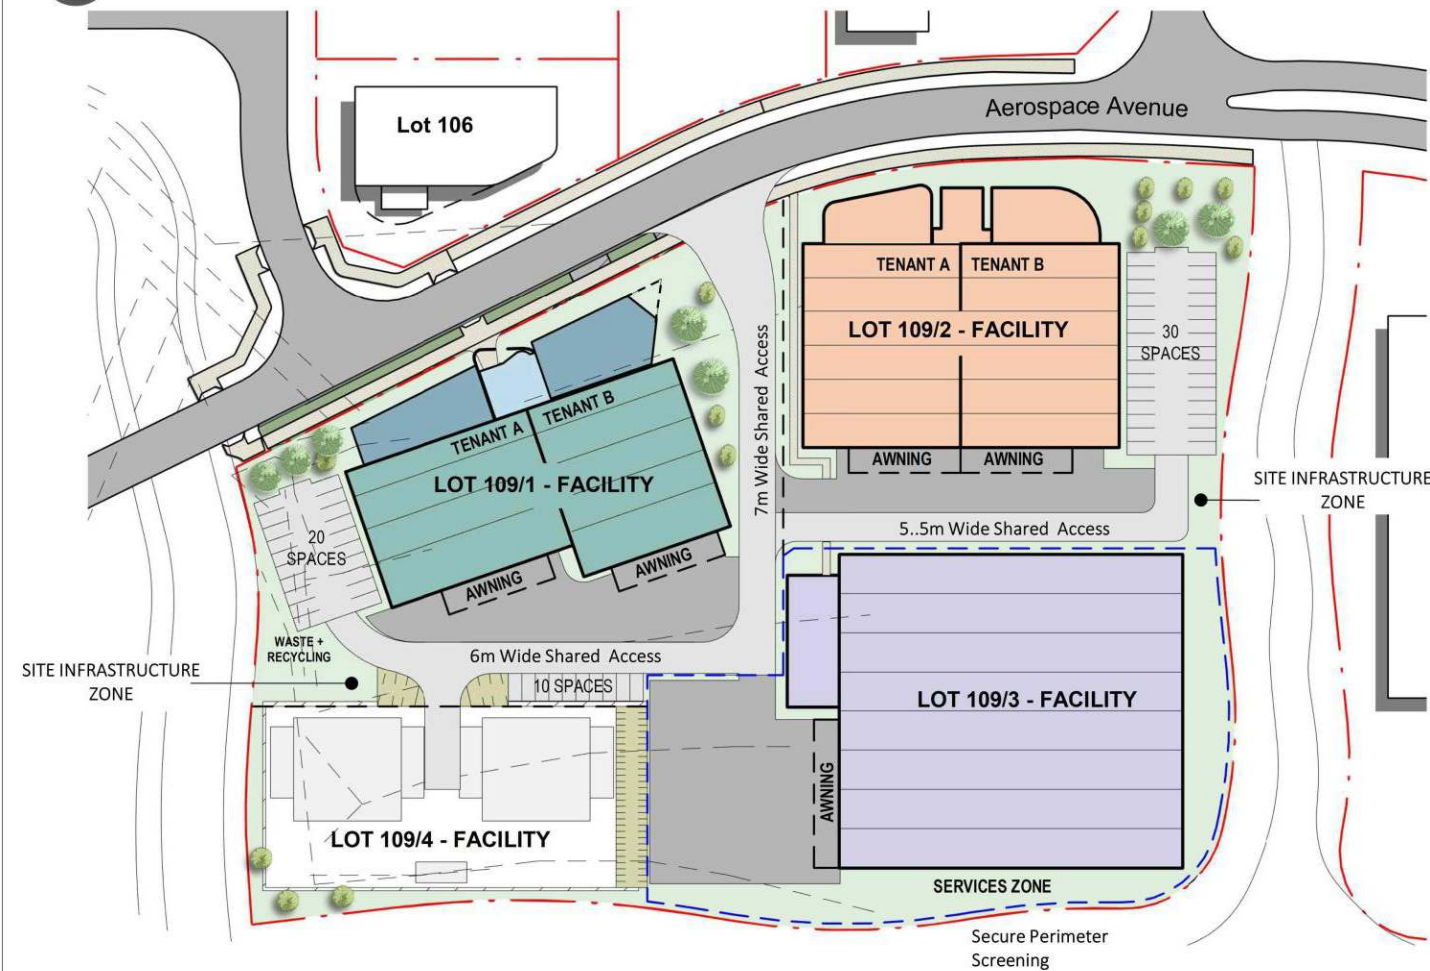 Lot 106
Aerospace Avenue
TENANT A
TENANT B
LOT 109/2 - FACILITY
30
SPACES
7m Wide Shared Access
TENANT A
TENANT B
LOT 109/1 - FACILITY
AWNING
AWNING
SITE INFRASTRUCTURE
ZONE
20
SPACES
5..5m Wide Shared Access
AWNING
AWNING
WASTE +
RECYCLING
6m Wide Shared Access
SITE INFRASTRUCTURE
ZONE
10 SPACES
LOT 109/3 - FACILITY
AWNING
LOT 109/4 - FACILITY
SERVICES ZONE
Secure Perimeter
Screening